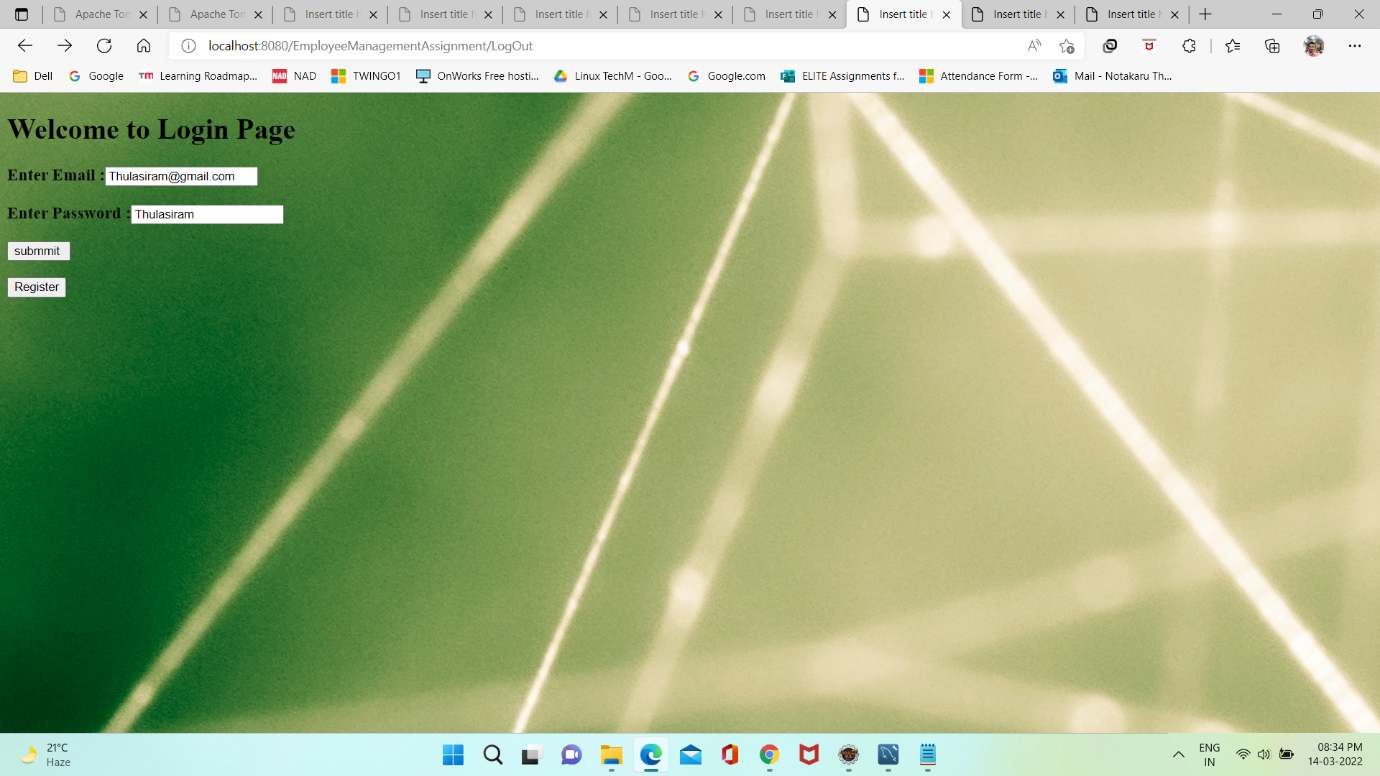 Apache Tom Apache Tom Insert title h Insert title h Insert title h Insert title h Insert title h Insert title h Insert title h Insert title h
localhost:8080/EmployeeManagementAssignment/LogOut
Dell Google TM Learning Roadmap... NAD NAD TWINGO1 OnWorks Free hosti... Linux TechM - Goo... Google.com ELITE Assignments f... Attendance Form -... Mail - Notakaru Th...
Welcome to Login Page
Enter Email : Thulasiram@gmail.com
Enter Password : Thulasiram
submmit
Register
21°C
Haze
ENG
IN
08:34 PM
14-03-2022